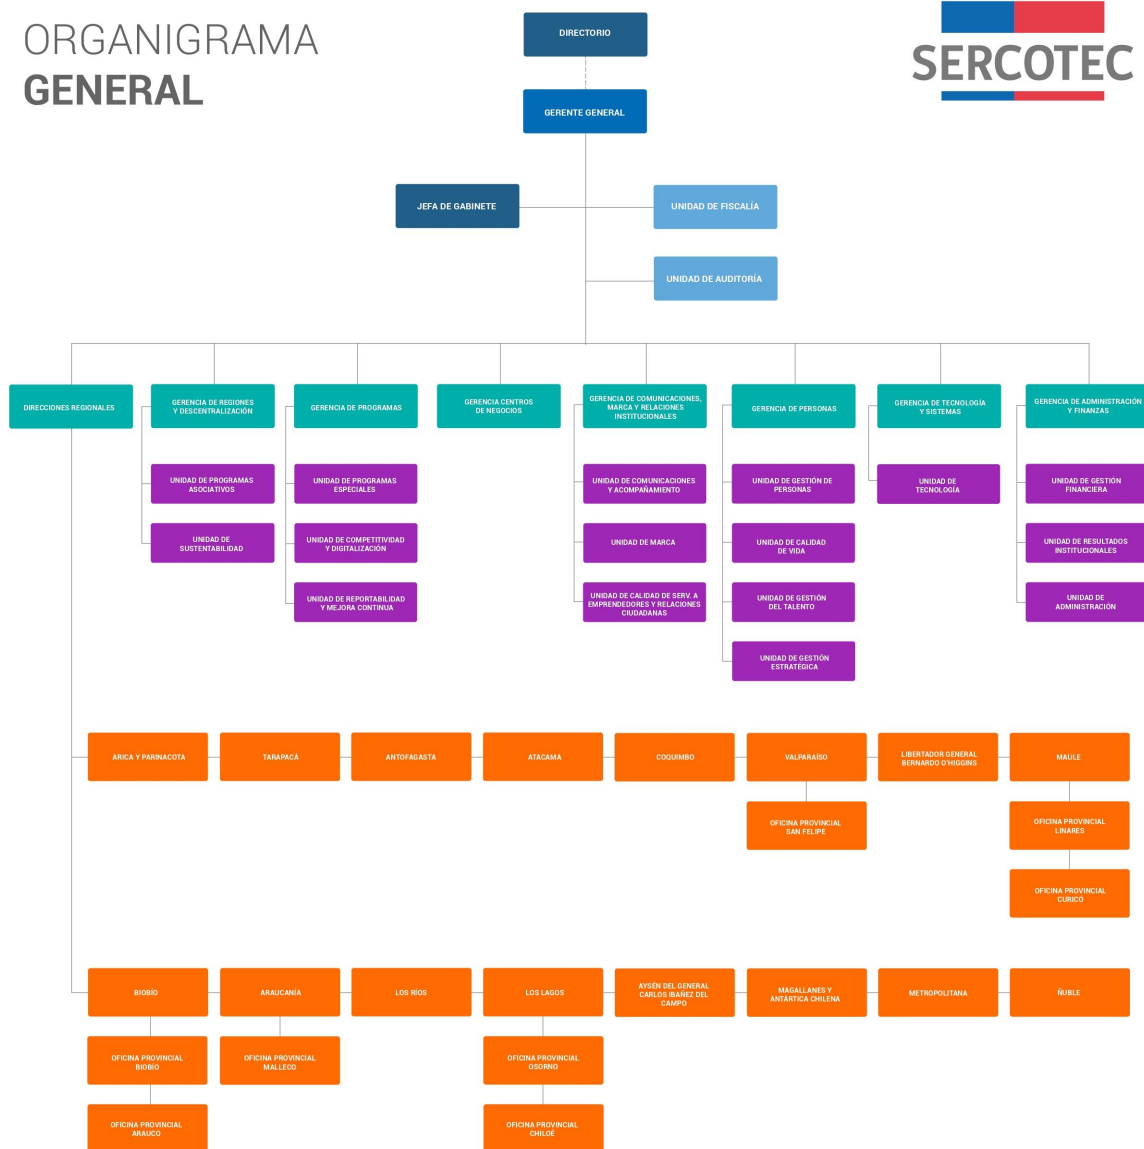 ORGANIGRAMA
GENERAL
SERCOTEC
DIRECTORIO
GERENTE GENERAL
JEFA DE GABINETE
UNIDAD DE FISCALÍA
UNIDAD DE AUDITORÍA
DIRECCIONES REGIONALES
GERENCIA DE REGIONES
Y DESCENTRALIZACIÓN
GERENCIA DE PROGRAMAS
GERENCIA CENTROS
DE NEGOCIOS
GERENCIA DE COMUNICACIONES,
MARCA Y RELACIONES
INSTITUCIONALES
GERENCIA DE PERSONAS
GERENCIA DE TECNOLOGÍA
Y SISTEMAS
GERENCIA DE ADMINISTRACIÓN
Y FINANZAS
UNIDAD DE PROGRAMAS
ASOCIATIVOS
UNIDAD DE PROGRAMAS
ESPECIALES
UNIDAD DE COMUNICACIONES
Y ACOMPAÑAMIENTO
UNIDAD DE GESTIÓN DE
PERSONAS
UNIDAD DE
TECNOLOGÍA
UNIDAD DE GESTIÓN
FINANCIERA
UNIDAD DE
SUSTENTABILIDAD
UNIDAD DE COMPETITIVIDAD
Y DIGITALIZACIÓN
UNIDAD DE MARCA
UNIDAD DE CALIDAD
DE VIDA
UNIDAD DE RESULTADOS
INSTITUCIONALES
UNIDAD DE REPORTABILIDAD
Y MEJORA CONTINUA
UNIDAD DE CALIDAD DE SERV. A
EMPRENDEDORES Y RELACIONES
CIUDADANAS
UNIDAD DE GESTIÓN
DEL TALENTO
UNIDAD DE
ADMINISTRACIÓN
UNIDAD DE GESTIÓN
ESTRATÉGICA
ARICA Y PARINACOTA
TARAPACÁ
ANTOFAGASTA
ATACAMA
COQUIMBO
VALPARAÍSO
LIBERTADOR GENERAL
BERNARDO O'HIGGINS
MAULE
OFICINA PROVINCIAL
SAN FELIPE
OFICINA PROVINCIAL
LINARES
OFICINA PROVINCIAL
CURICÓ
BIOBÍO
ARAUCANÍA
LOS RÍOS
LOS LAGOS
AYSÉN DEL GENERAL
CARLOS IBAÑEZ DEL
CAMPO
MAGALLANES Y
ANTÁRTICA CHILENA
METROPOLITANA
ÑUBLE
OFICINA PROVINCIAL
BIOBÍO
OFICINA PROVINCIAL
MALLECO
OFICINA PROVINCIAL
OSORNO
OFICINA PROVINCIAL
ARAUCO
OFICINA PROVINCIAL
CHILOÉ